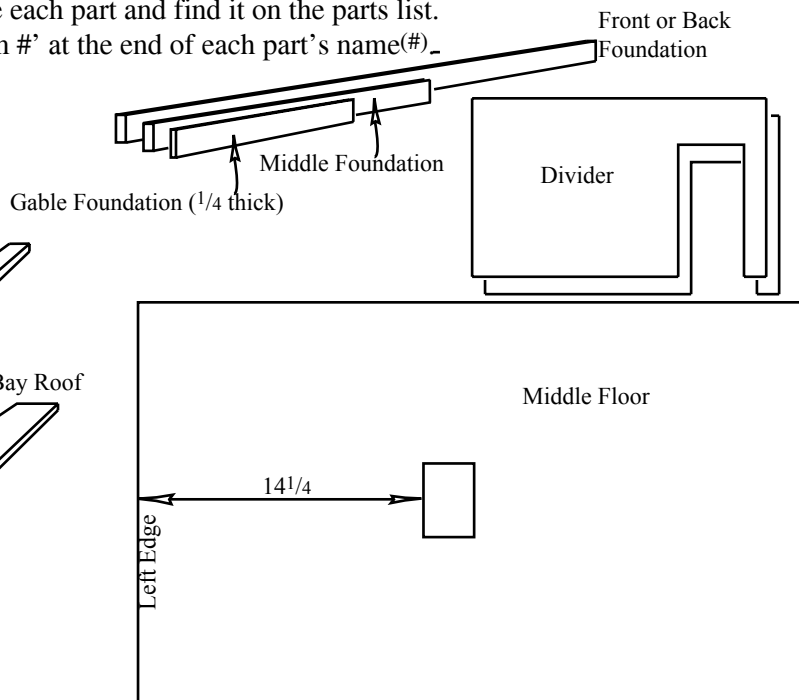 each part and find it on the parts list.
#’ at the end of each part’s name(#)
Front or Back
Foundation
Middle Foundation
Gable Foundation (1/4 thick)
Divider
Bay Roof
Middle Floor
14 1/4
Left Edge